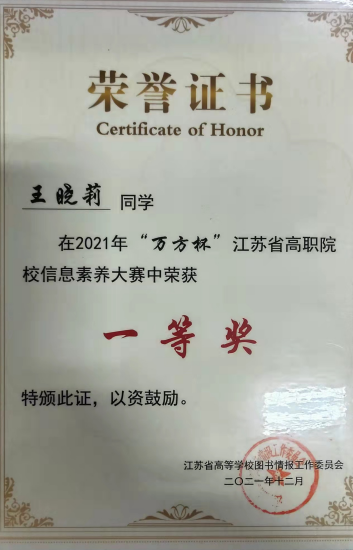 荣誉证书
Certificate of Honor
王晓莉 同学
在2021年“万方杯”江苏省高职院
校信息素养大赛中荣获
一等奖
特颁此证，以资鼓励。
江苏省高等学校图书情报工作委员会
二〇二一年十二月